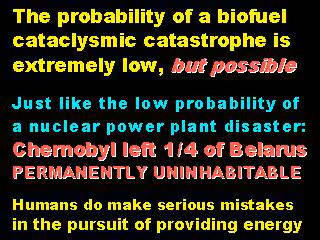 The probability of a biofuel
cataclysmic catastrophe is
extremely low, but possible
Just like the low probability of
a nuclear power plant disaster:
Chernobyl left 1/4 of Belarus
PERMANENTLY UNINHABITABLE
Humans do make serious mistakes
in the pursuit of providing energy